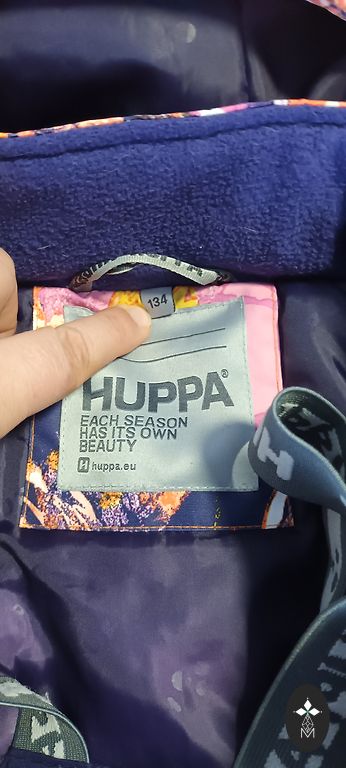 134
HUPPA®
EACH SEASON
HAS ITS OWN
BEAUTY
H huppa.eu
M